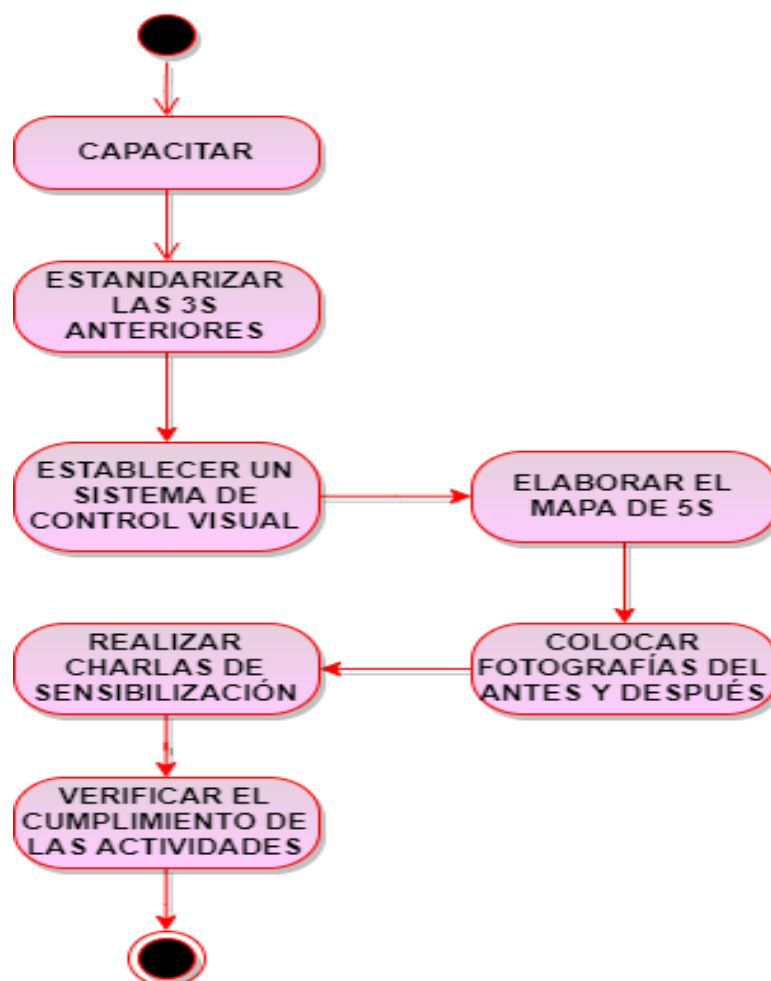 CAPACITAR
ESTANDARIZAR
LAS 3S
ANTERIORES
ESTABLECER UN
SISTEMA DE
CONTROL VISUAL
ELABORAR EL
MAPA DE 5S
COLOCAR
FOTOGRAFÍAS DEL
ANTES Y DESPUÉS
REALIZAR
CHARLAS DE
SENSIBILIZACIÓN
VERIFICAR EL
CUMPLIMIENTO DE
LAS ACTIVIDADES